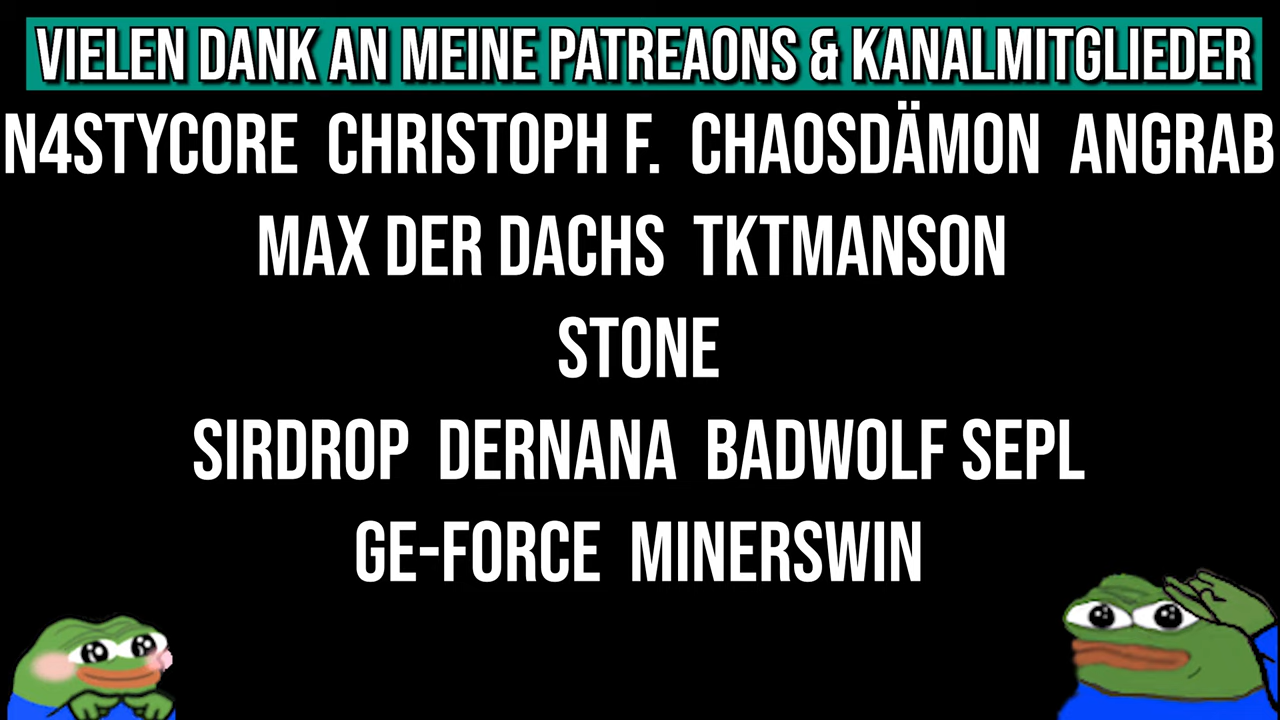 VIELEN DANK AN MEINE PATREAONS & KANALMITGLIEDER
N4STYCORE CHRISTOPH F. CHAOSDÄMON ANGRAB
MAX DER DACHS TKTMANSON
STONE
SIRDROP DERNANA BADWOLF SEPL
GE-FORCE MINERSWIN